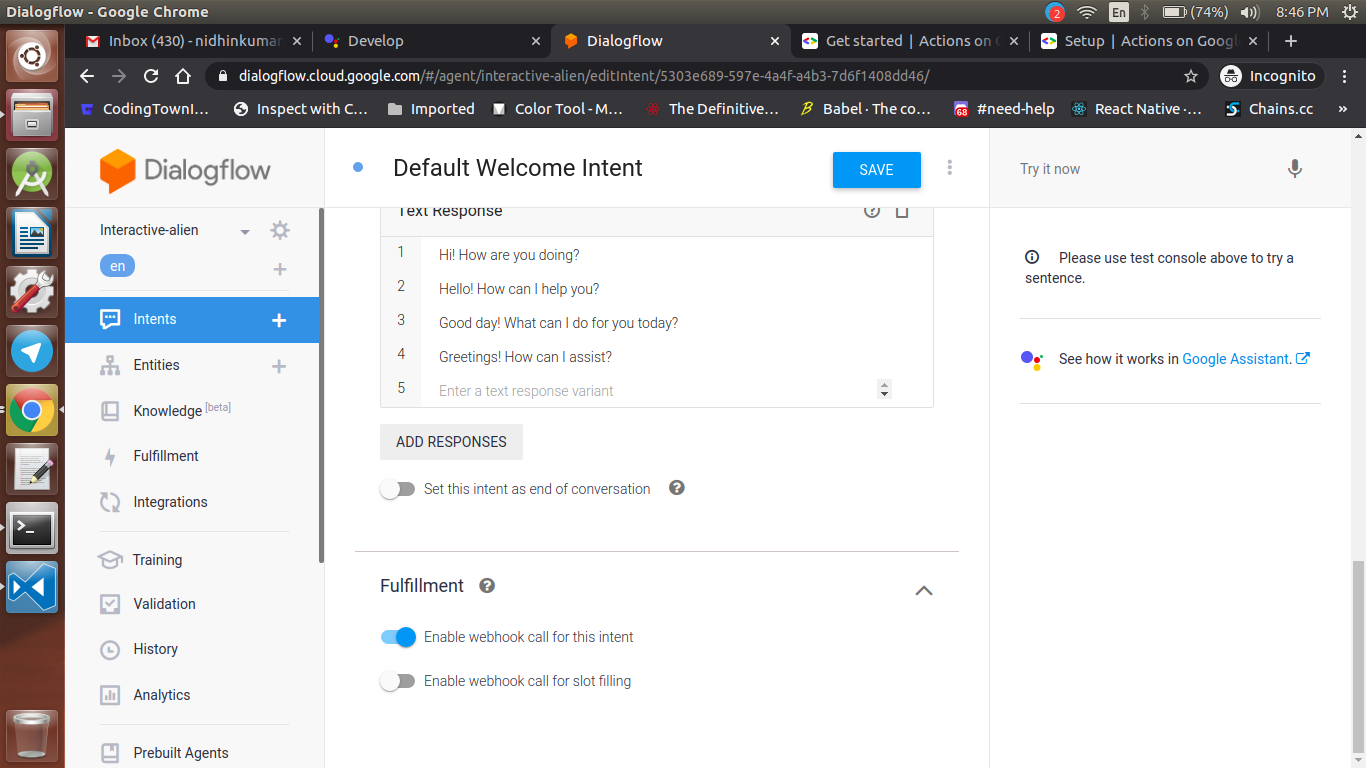 Dialogflow - Google Chrome
2
En
(74%)
8:46 PM
Inbox (430) - nidhinkumar
Develop
Dialogflow
Get started | Actions on G
Setup | Actions on Google
dialogflow.cloud.google.com/#/agent/interactive-alien/editIntent/5303e689-597e-4a4f-a4b3-7d6f1408dd46/
Incognito
CodingTownI...
Inspect with C...
Imported
Color Tool - M...
The Definitive...
Babel · The co...
68
#need-help
React Native ·...
Chains.cc
»
Dialogflow
Default Welcome Intent
SAVE
Try it now
Interactive-alien
en
Intents
Entities
Knowledge [beta]
Fulfillment
Integrations
Training
Validation
History
Analytics
Prebuilt Agents
Text Response
1 Hi! How are you doing?
2 Hello! How can I help you?
3 Good day! What can I do for you today?
4 Greetings! How can I assist?
5 Enter a text response variant
ADD RESPONSES
Set this intent as end of conversation
Fulfillment
Enable webhook call for this intent
Enable webhook call for slot filling
Please use test console above to try a
sentence.
See how it works in Google Assistant.